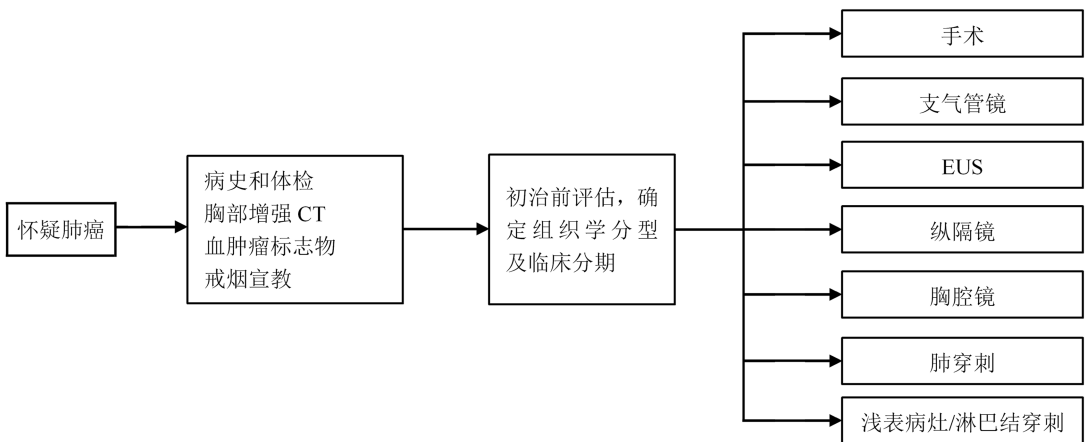 怀疑肺癌
病史和体检
胸部增强 CT
血肿瘤标志物
戒烟宣教
初治前评估，确
定组织学分型
及临床分期
手术
支气管镜
EUS
纵隔镜
胸腔镜
肺穿刺
浅表病灶/淋巴结穿刺